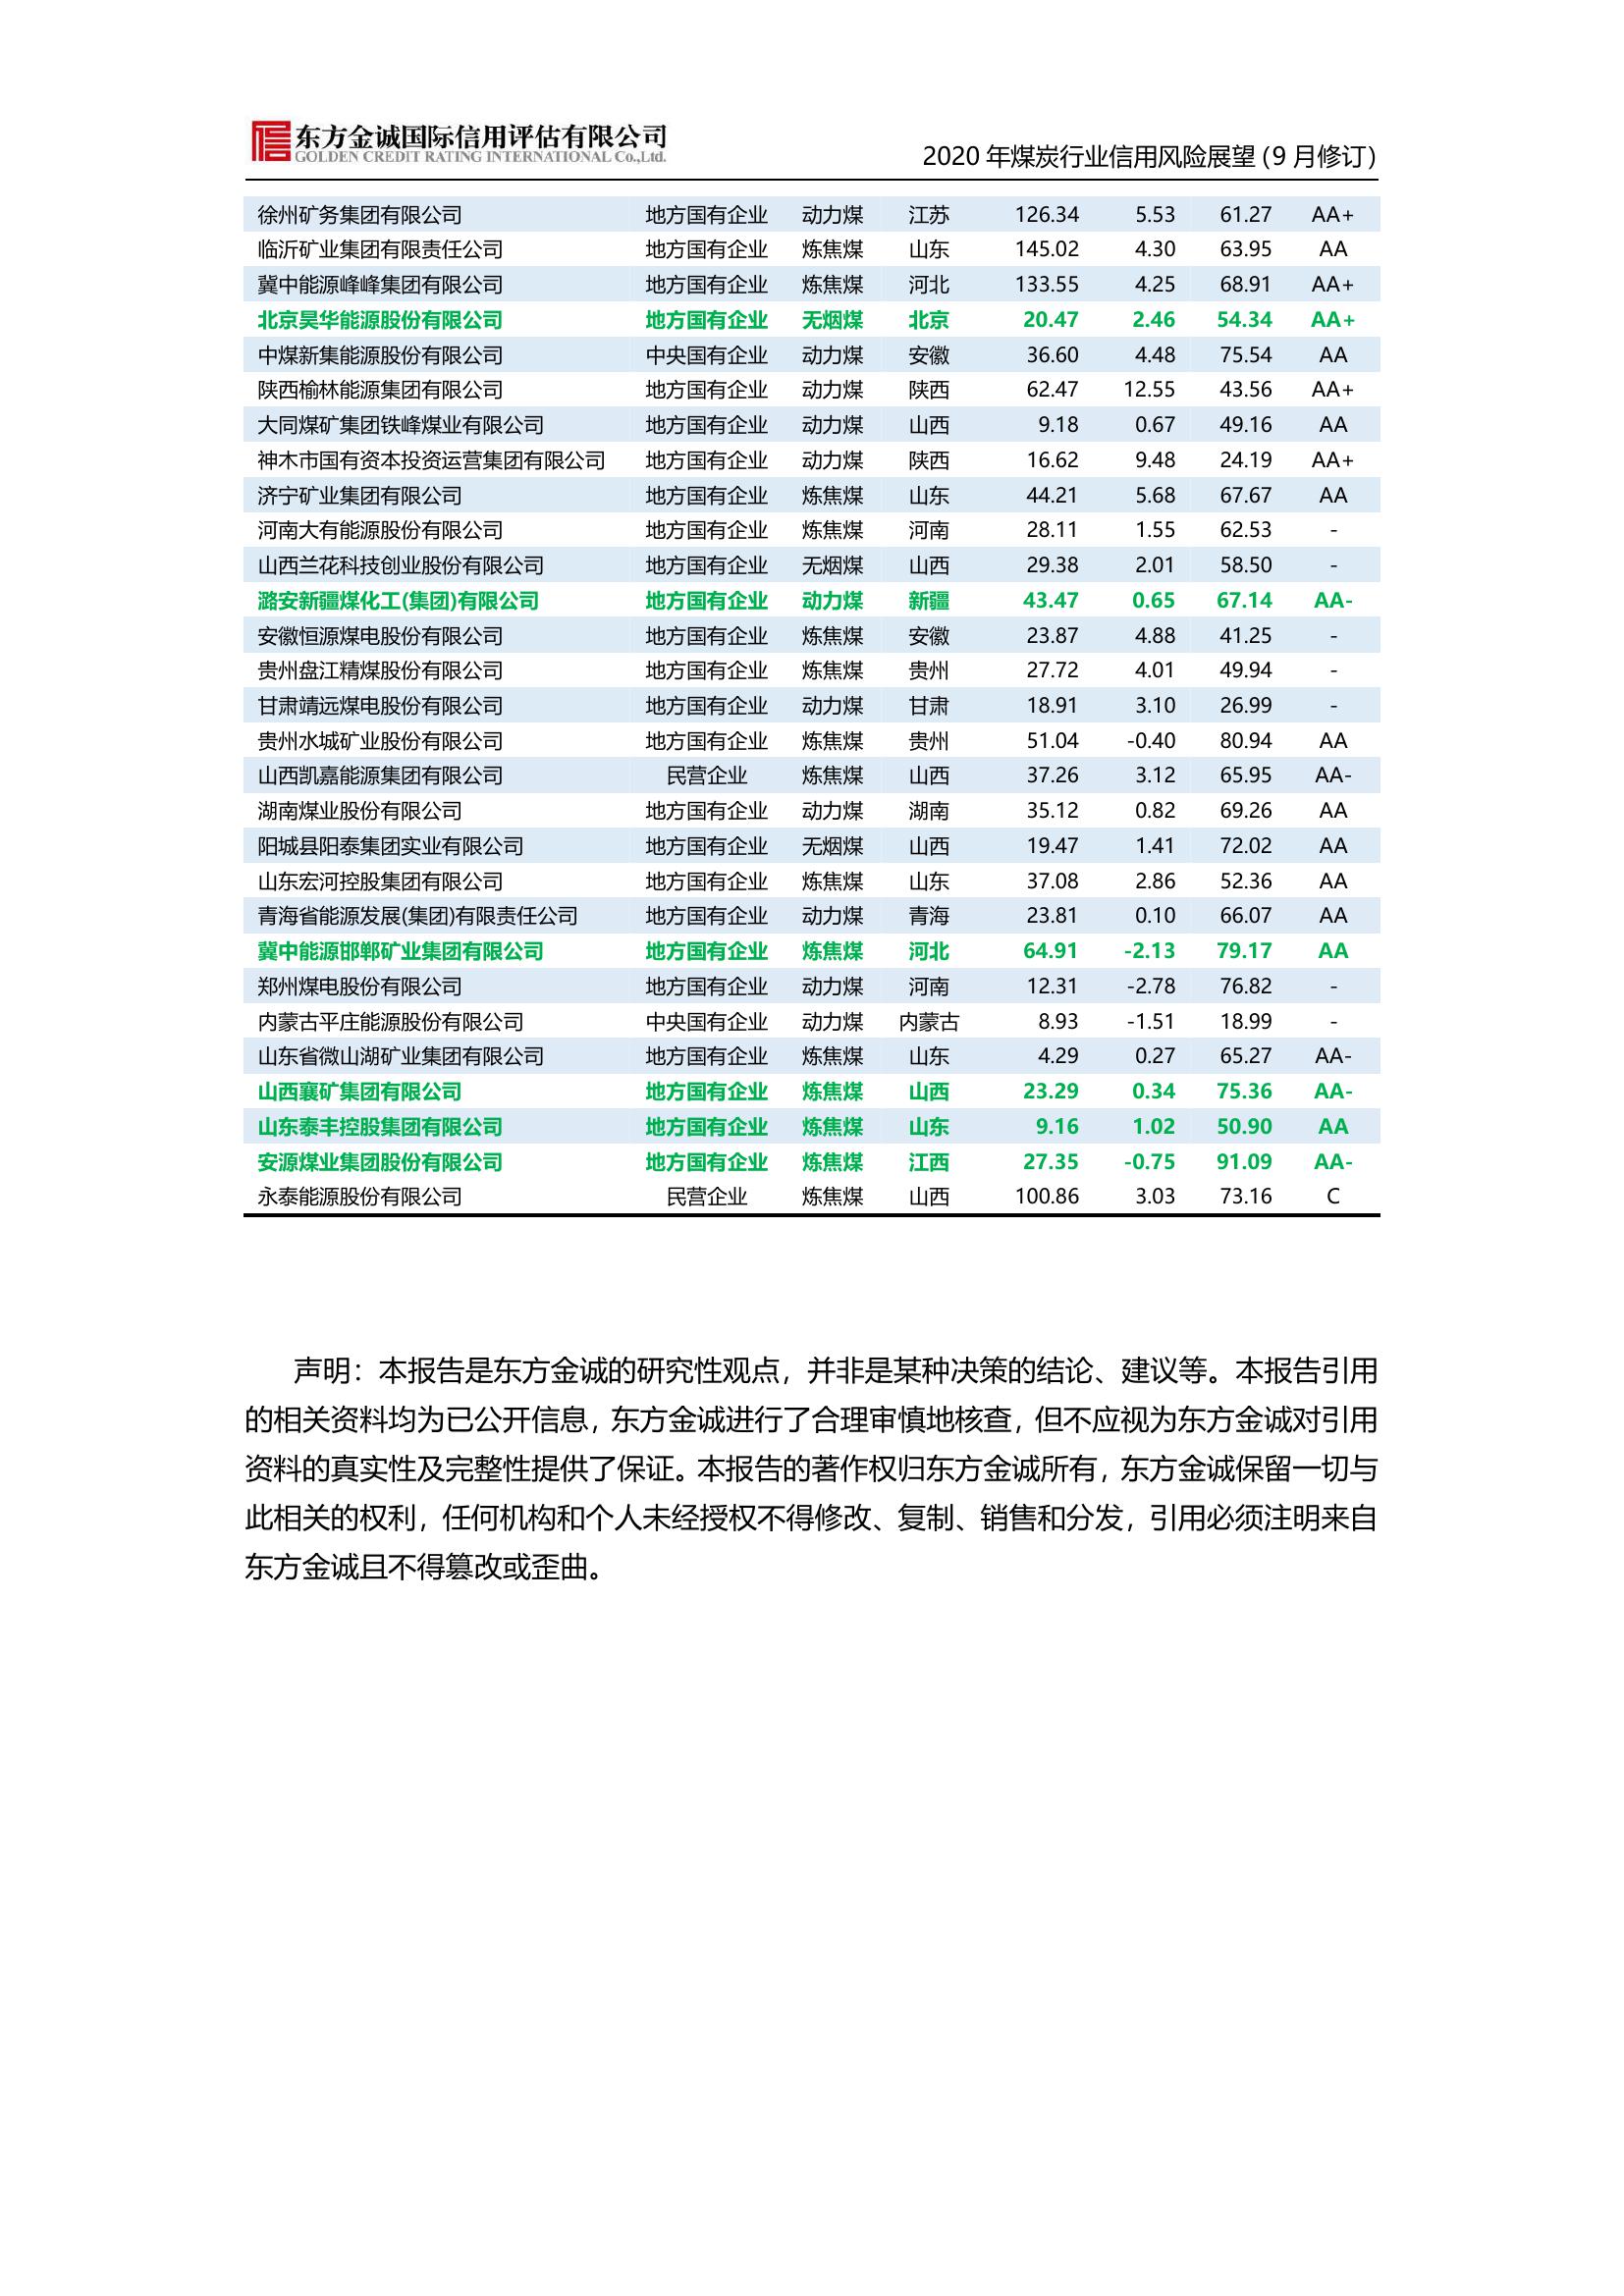 东方金诚国际信用评估有限公司
GOLDEN CREDIT RATING INTERNATIONAL Co.,Ltd.
2020 年煤炭行业信用风险展望（9 月修订）
徐州矿务集团有限公司 地方国有企业 动力煤 江苏 126.34 5.53 61.27 AA+
临沂矿业集团有限责任公司 地方国有企业 炼焦煤 山东 145.02 4.30 63.95 AA
冀中能源峰峰集团有限公司 地方国有企业 炼焦煤 河北 133.55 4.25 68.91 AA+
北京昊华能源股份有限公司 地方国有企业 无烟煤 北京 20.47 2.46 54.34 AA+
中煤新集能源股份有限公司 中央国有企业 动力煤 安徽 36.60 4.48 75.54 AA
陕西榆林能源集团有限公司 地方国有企业 动力煤 陕西 62.47 12.55 43.56 AA+
大同煤矿集团铁峰煤业有限公司 地方国有企业 动力煤 山西 9.18 0.67 49.16 AA
神木市国有资本投资运营集团有限公司 地方国有企业 动力煤 陕西 16.62 9.48 24.19 AA+
济宁矿业集团有限公司 地方国有企业 炼焦煤 山东 44.21 5.68 67.67 AA
河南大有能源股份有限公司 地方国有企业 炼焦煤 河南 28.11 1.55 62.53 -
山西兰花科技创业股份有限公司 地方国有企业 无烟煤 山西 29.38 2.01 58.50 -
潞安新疆煤化工(集团)有限公司 地方国有企业 动力煤 新疆 43.47 0.65 67.14 AA-
安徽恒源煤电股份有限公司 地方国有企业 炼焦煤 安徽 23.87 4.88 41.25 -
贵州盘江精煤股份有限公司 地方国有企业 炼焦煤 贵州 27.72 4.01 49.94 -
甘肃靖远煤电股份有限公司 地方国有企业 动力煤 甘肃 18.91 3.10 26.99 -
贵州水城矿业股份有限公司 地方国有企业 炼焦煤 贵州 51.04 -0.40 80.94 AA
山西凯嘉能源集团有限公司 民营企业 炼焦煤 山西 37.26 3.12 65.95 AA-
湖南煤业股份有限公司 地方国有企业 动力煤 湖南 35.12 0.82 69.26 AA
阳城县阳泰集团实业有限公司 地方国有企业 无烟煤 山西 19.47 1.41 72.02 AA
山东宏河控股集团有限公司 地方国有企业 炼焦煤 山东 37.08 2.86 52.36 AA
青海省能源发展(集团)有限责任公司 地方国有企业 动力煤 青海 23.81 0.10 66.07 AA
冀中能源邯郸矿业集团有限公司 地方国有企业 炼焦煤 河北 64.91 -2.13 79.17 AA
郑州煤电股份有限公司 地方国有企业 动力煤 河南 12.31 -2.78 76.82 -
内蒙古平庄能源股份有限公司 中央国有企业 动力煤 内蒙古 8.93 -1.51 18.99 -
山东省微山湖矿业集团有限公司 地方国有企业 炼焦煤 山东 4.29 0.27 65.27 AA-
山西襄矿集团有限公司 地方国有企业 炼焦煤 山西 23.29 0.34 75.36 AA-
山东泰丰控股集团有限公司 地方国有企业 炼焦煤 山东 9.16 1.02 50.90 AA
安源煤业集团股份有限公司 地方国有企业 炼焦煤 江西 27.35 -0.75 91.09 AA-
永泰能源股份有限公司 民营企业 炼焦煤 山西 100.86 3.03 73.16 C
声明：本报告是东方金诚的研究性观点，并非是某种决策的结论、建议等。本报告引用
的相关资料均为已公开信息，东方金诚进行了合理审慎地核查，但不应视为东方金诚对引用
资料的真实性及完整性提供了保证。本报告的著作权归东方金诚所有，东方金诚保留一切与
此相关的权利，任何机构和个人未经授权不得修改、复制、销售和分发，引用必须注明来自
东方金诚且不得篡改或歪曲。